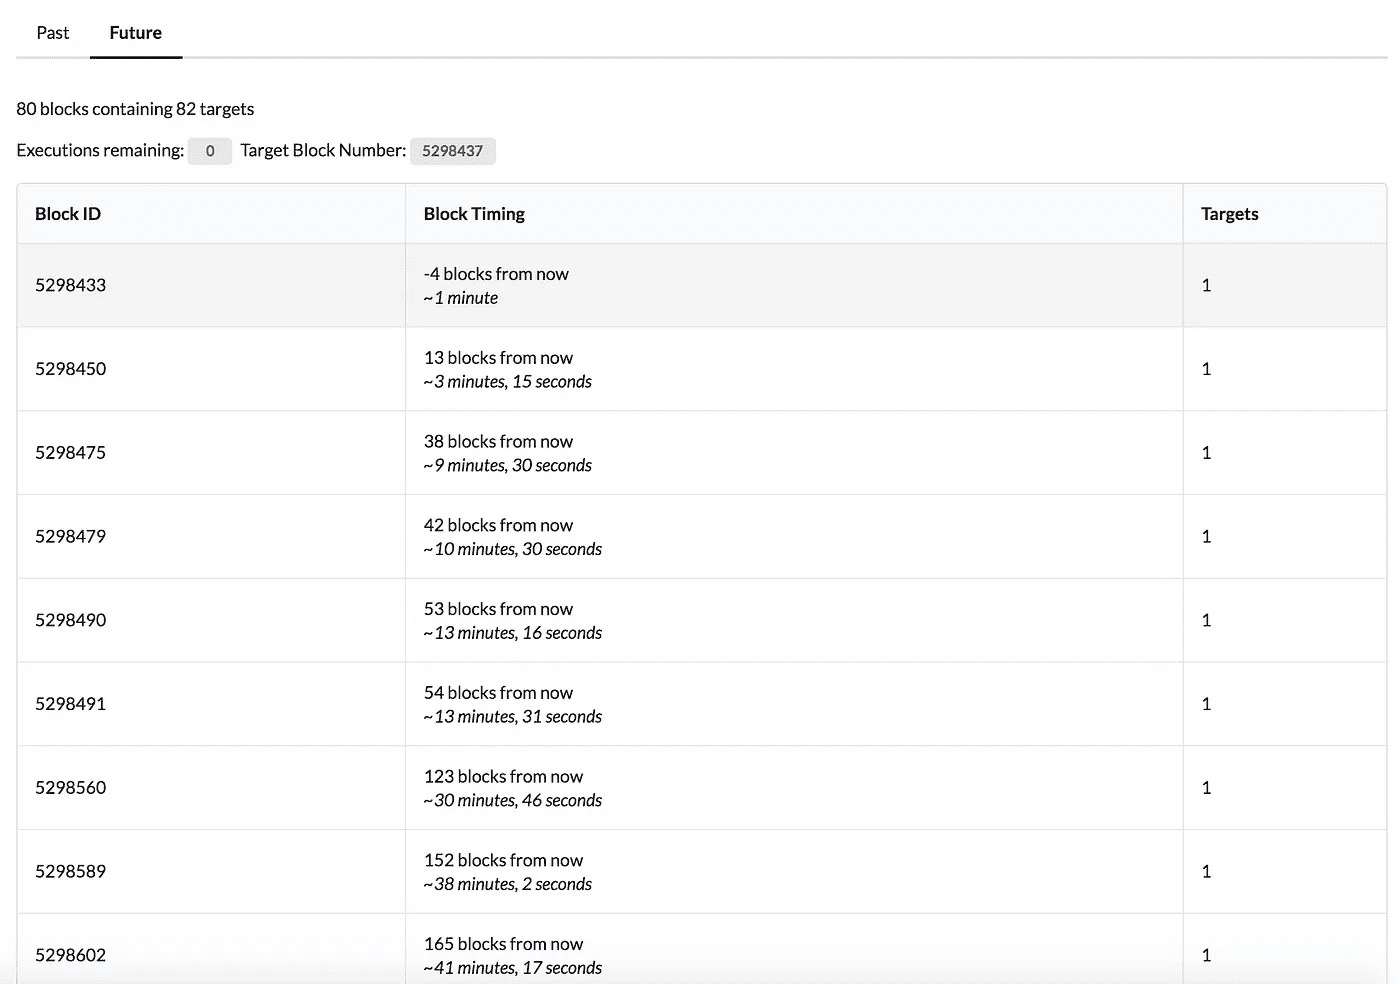 Past Future
80 blocks containing 82 targets
Executions remaining: 0 Target Block Number: 5298437
Block ID Block Timing Targets
5298433 -4 blocks from now 1
~1 minute
5298450 13 blocks from now 1
~3 minutes, 15 seconds
5298475 38 blocks from now 1
~9 minutes, 30 seconds
5298479 42 blocks from now 1
~10 minutes, 30 seconds
5298490 53 blocks from now 1
~13 minutes, 16 seconds
5298491 54 blocks from now 1
~13 minutes, 31 seconds
5298560 123 blocks from now 1
~30 minutes, 46 seconds
5298589 152 blocks from now 1
~38 minutes, 2 seconds
5298602 165 blocks from now 1
~41 minutes, 17 seconds